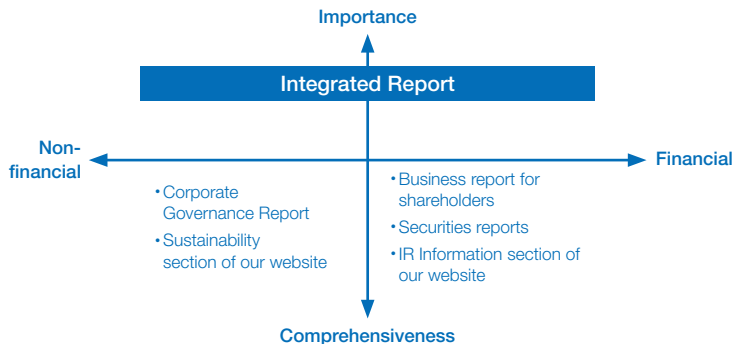 Importance
Integrated Report
Non-
financial
Financial
• Corporate
Governance Report
• Sustainability
section of our website
• Business report for
shareholders
• Securities reports
• IR Information section of
our website
Comprehensiveness